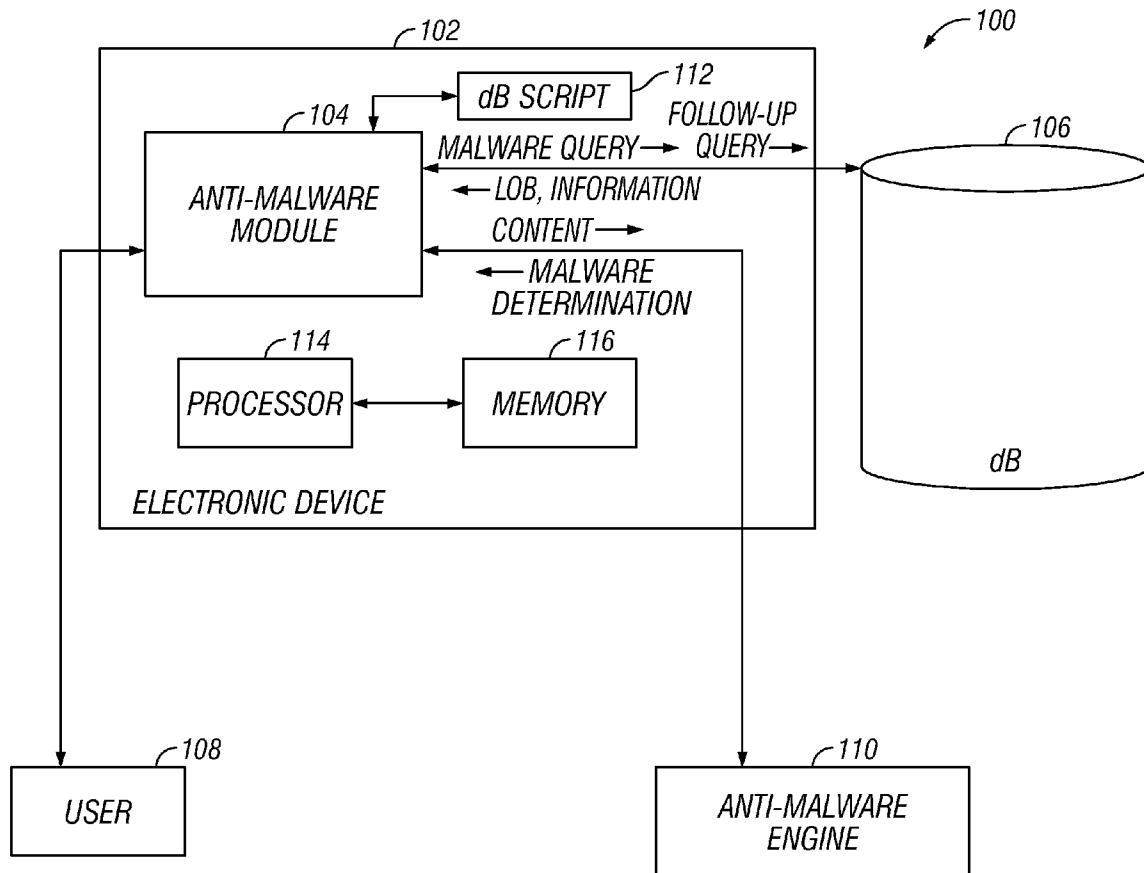 102
100
dB SCRIPT
112
104
FOLLOW-UP
QUERY
MALWARE QUERY
106
ANTI-MALWARE
MODULE
LOB, INFORMATION
CONTENT
MALWARE
DETERMINATION
114
116
PROCESSOR
MEMORY
dB
ELECTRONIC DEVICE
108
110
USER
ANTI-MALWARE
ENGINE